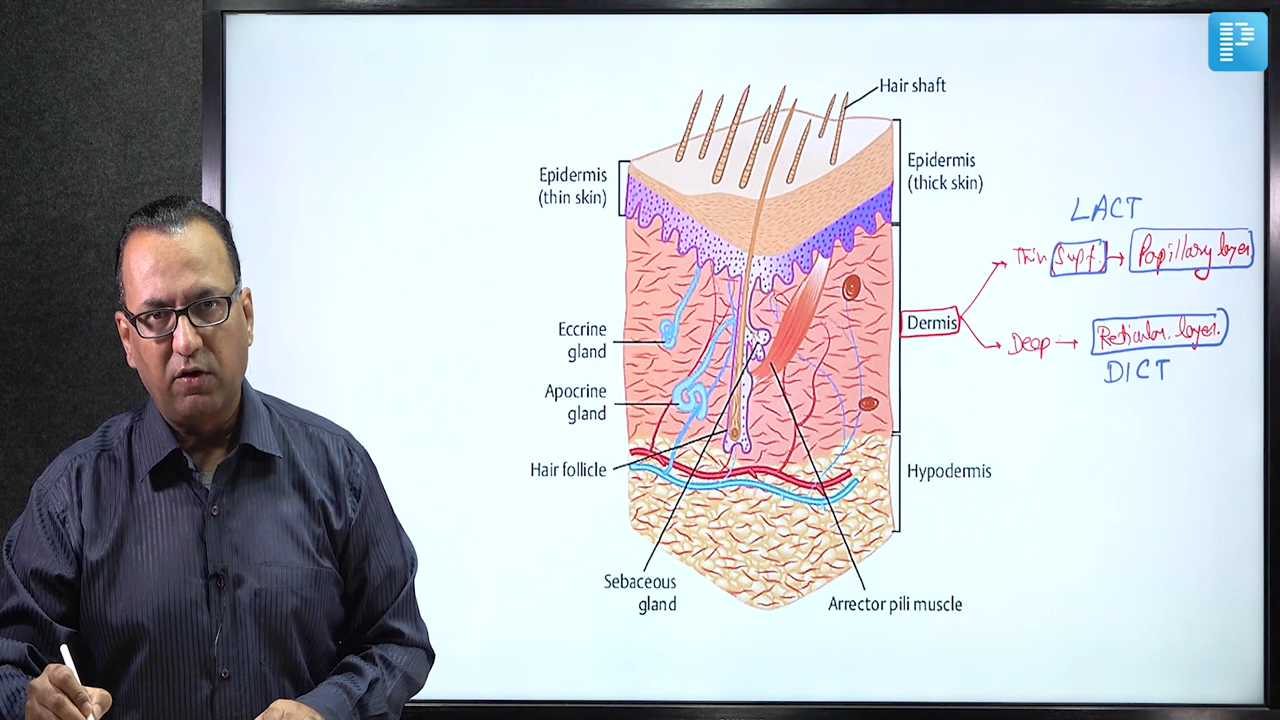 Hair shaft
Epidermis
(thin skin)
Epidermis
(thick skin)
LACT
Thin Supf. → Papillary layer
Dermis
Deep → Reticular layer.
DICT
Eccrine
gland
Apocrine
gland
Hair follicle
Hypodermis
Sebaceous
gland
Arrector pili muscle
P